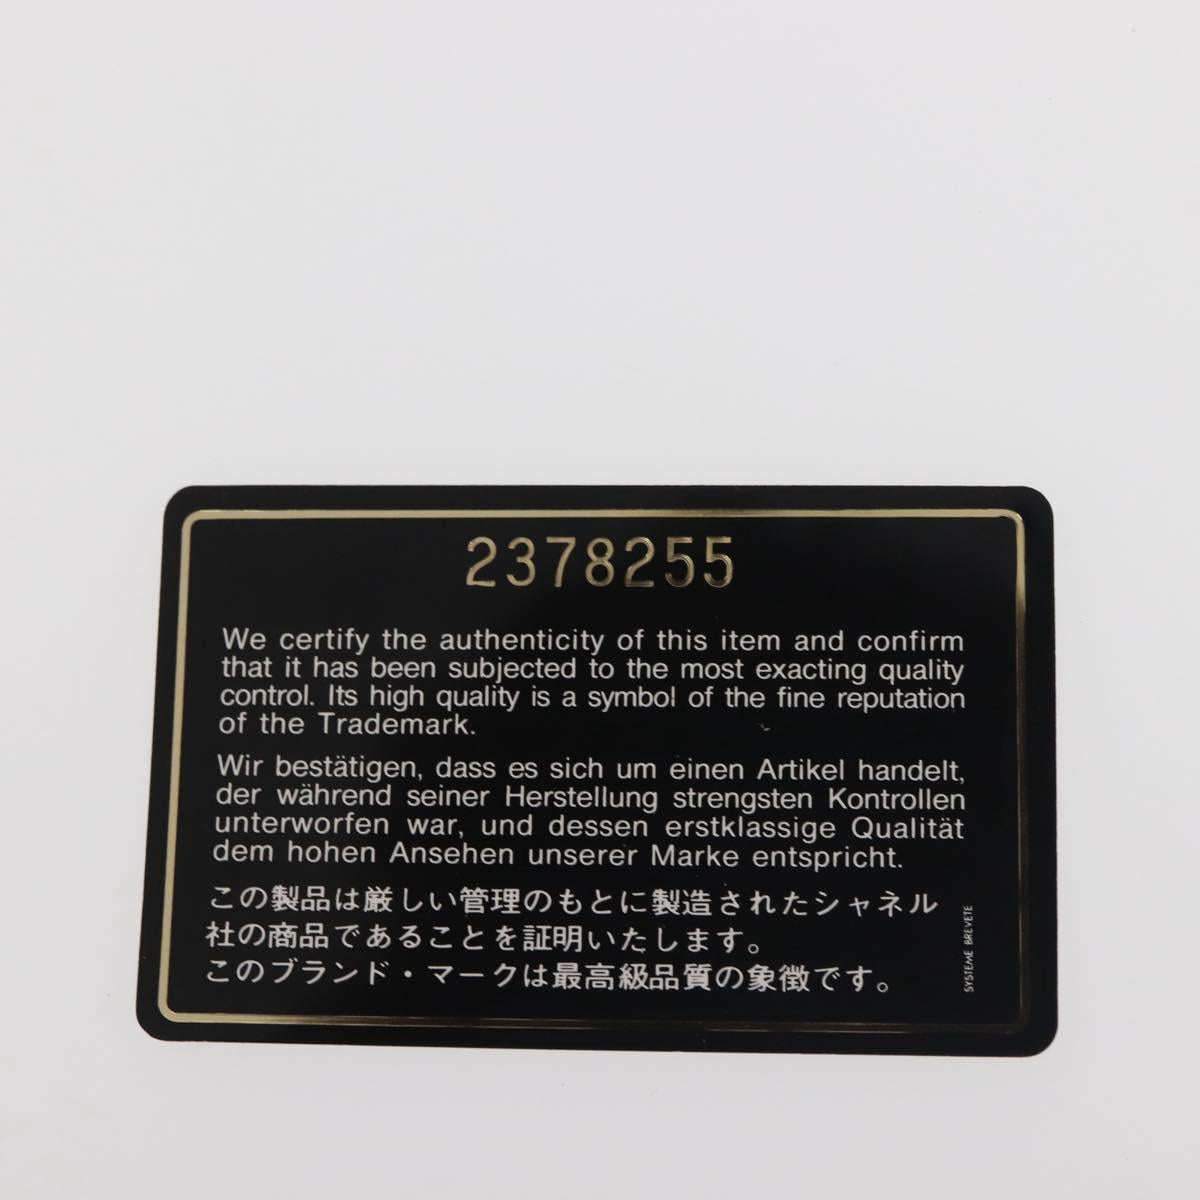 2378255
We certify the authenticity of this item and confirm
that it has been subjected to the most exacting quality
control. Its high quality is a symbol of the fine reputation
of the Trademark.
Wir bestätigen, dass es sich um einen Artikel handelt,
der während seiner Herstellung strengsten Kontrollen
unterworfen war, und dessen erstklassige Qualität
dem hohen Ansehen unserer Marke entspricht.
この製品は厳しい管理のもとに製造されたシャネル
社の商品であることを証明いたします。
このブランド・マークは最高級品質の象徴です。
SYSTEME BREVETE